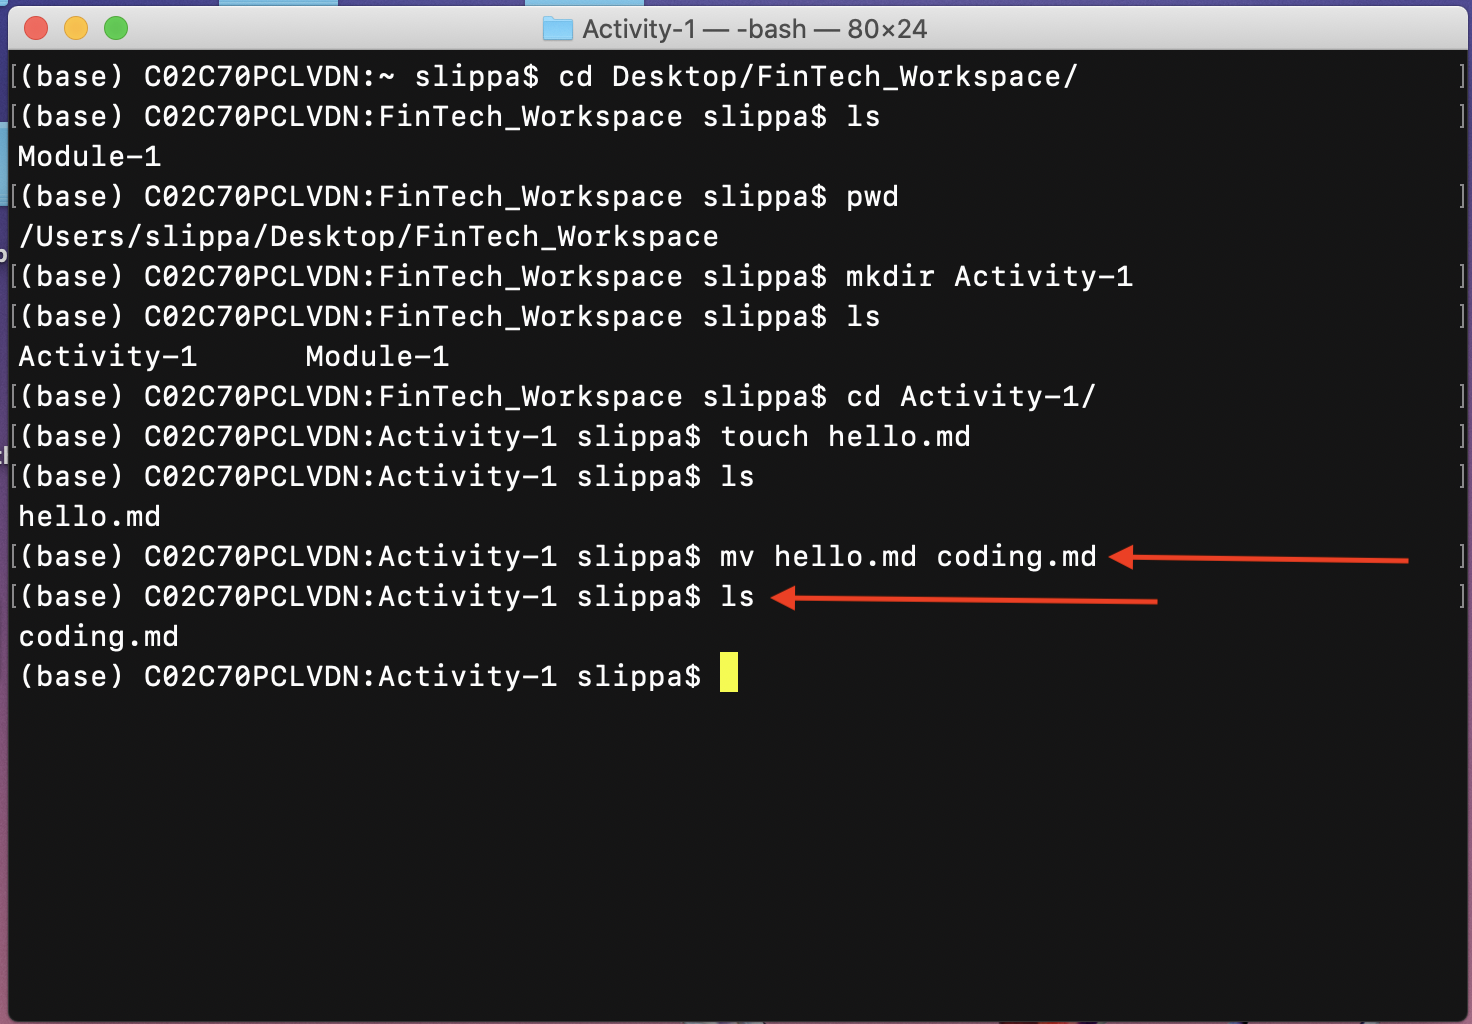 Activity-1 — -bash — 80×24
(base) C02C70PCLVDN:~ slippa$ cd Desktop/FinTech_Workspace/
(base) C02C70PCLVDN:FinTech_Workspace slippa$ ls
Module-1
(base) C02C70PCLVDN:FinTech_Workspace slippa$ pwd
/Users/slippa/Desktop/FinTech_Workspace
(base) C02C70PCLVDN:FinTech_Workspace slippa$ mkdir Activity-1
(base) C02C70PCLVDN:FinTech_Workspace slippa$ ls
Activity-1      Module-1
(base) C02C70PCLVDN:FinTech_Workspace slippa$ cd Activity-1/
(base) C02C70PCLVDN:Activity-1 slippa$ touch hello.md
(base) C02C70PCLVDN:Activity-1 slippa$ ls
hello.md
(base) C02C70PCLVDN:Activity-1 slippa$ mv hello.md coding.md
(base) C02C70PCLVDN:Activity-1 slippa$ ls
coding.md
(base) C02C70PCLVDN:Activity-1 slippa$